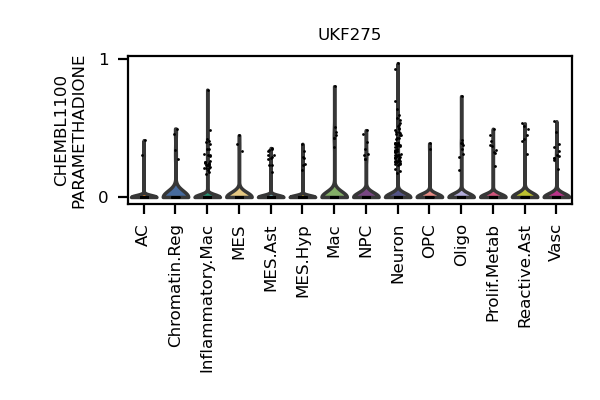 UKF275
CHEMBL1100
PARAMETHADIONE
1
0
AC
Chromatin.Reg
Inflammatory.Mac
MES
MES.Ast
MES.Hyp
Mac
NPC
Neuron
OPC
Oligo
Prolif.Metab
Reactive.Ast
Vasc